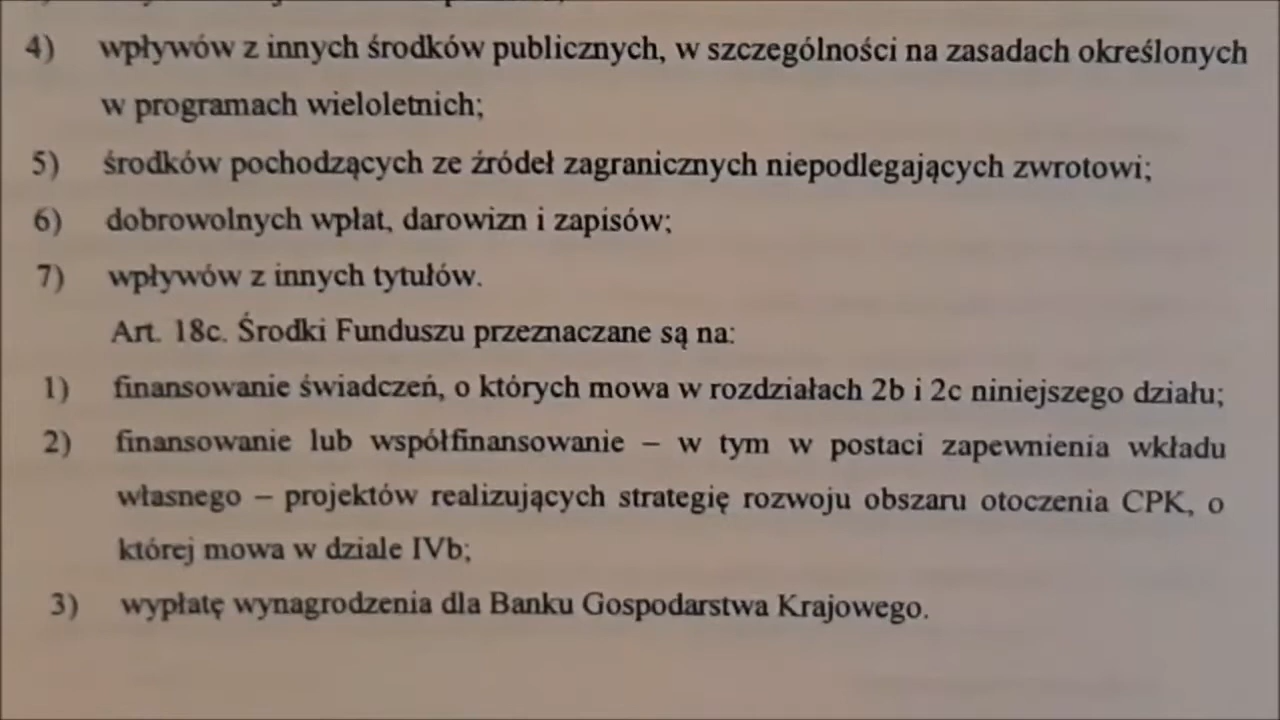 4) wpływów z innych środków publicznych, w szczególności na zasadach określonych
w programach wieloletnich;
5) środków pochodzących ze źródeł zagranicznych niepodlegających zwrotowi;
6) dobrowolnych wpłat, darowizn i zapisów;
7) wpływów z innych tytułów.
Art. 18c. Środki Funduszu przeznaczane są na:
1) finansowanie świadczeń, o których mowa w rozdziałach 2b i 2c niniejszego działu;
2) finansowanie lub współfinansowanie – w tym w postaci zapewnienia wkładu
własnego – projektów realizujących strategię rozwoju obszaru otoczenia CPK, o
której mowa w dziale IVb;
3) wypłatę wynagrodzenia dla Banku Gospodarstwa Krajowego.